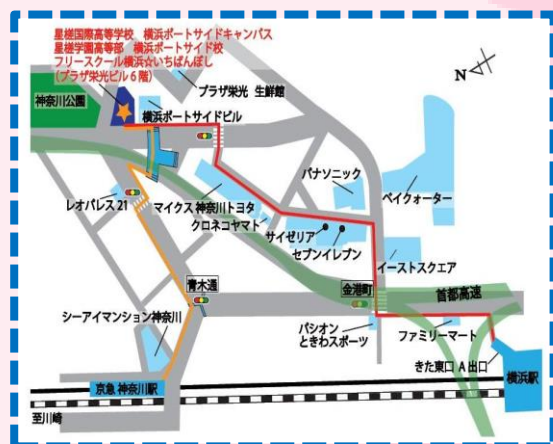 星槎国際高等学校　横浜ポートサイドキャンパス
星槎学園高等部　横浜ポートサイド校
フリースクール横浜☆いちばんぼし
(プラザ栄光ビル6階)
プラザ栄光 生鮮館
N
神奈川公園
横浜ポートサイドビル
パナソニック
ベイクォーター
レオパレス21
マイクス 神奈川トヨタ
クロネコヤマト
サイゼリア
セブンイレブン
イーストスクエア
青木通
金港町
首都高速
シーアイマンション神奈川
パシオン
ときわスポーツ
ファミリーマート
きた東口 A出口
横浜駅
京急 神奈川駅
至川崎